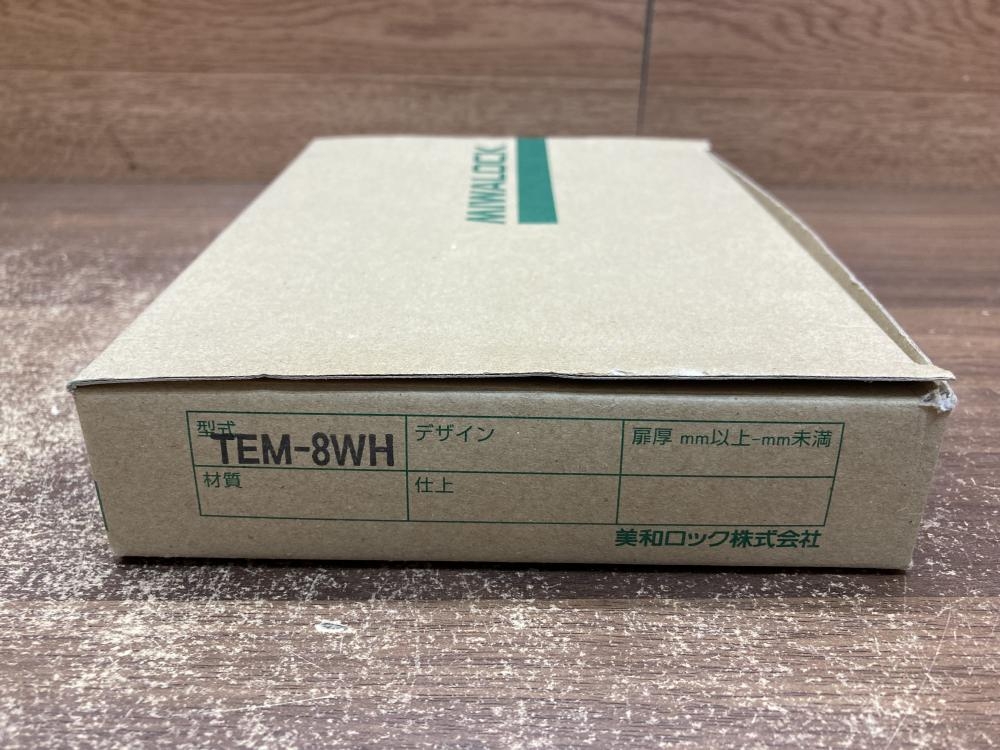 MIWALOCK
型式 TEM-8WH
デザイン
扉厚 mm以上-mm未満
材質
仕上
美和ロック株式会社